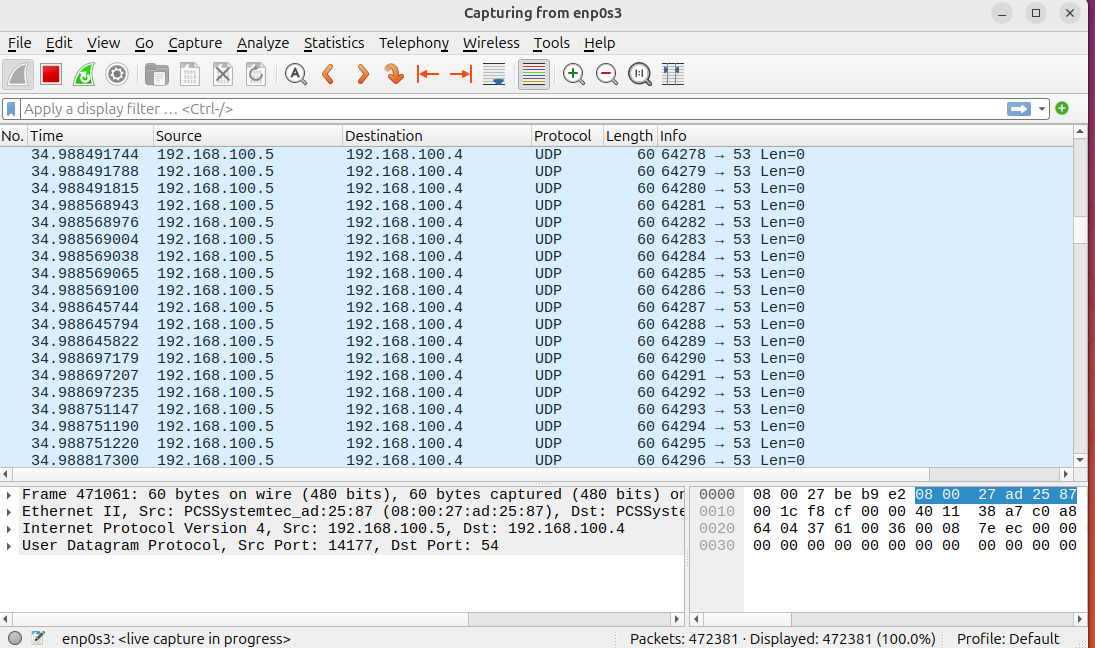 Capturing from enp0s3
File Edit View Go Capture Analyze Statistics Telephony Wireless Tools Help
Apply a display filter … <Ctrl-/>
No. Time Source Destination Protocol Length Info
34.988491744 192.168.100.5 192.168.100.4 UDP 60 64278 → 53 Len=0
34.988491788 192.168.100.5 192.168.100.4 UDP 60 64279 → 53 Len=0
34.988491815 192.168.100.5 192.168.100.4 UDP 60 64280 → 53 Len=0
34.988568943 192.168.100.5 192.168.100.4 UDP 60 64281 → 53 Len=0
34.988568976 192.168.100.5 192.168.100.4 UDP 60 64282 → 53 Len=0
34.988569004 192.168.100.5 192.168.100.4 UDP 60 64283 → 53 Len=0
34.988569038 192.168.100.5 192.168.100.4 UDP 60 64284 → 53 Len=0
34.988569065 192.168.100.5 192.168.100.4 UDP 60 64285 → 53 Len=0
34.988569100 192.168.100.5 192.168.100.4 UDP 60 64286 → 53 Len=0
34.988645744 192.168.100.5 192.168.100.4 UDP 60 64287 → 53 Len=0
34.988645794 192.168.100.5 192.168.100.4 UDP 60 64288 → 53 Len=0
34.988645822 192.168.100.5 192.168.100.4 UDP 60 64289 → 53 Len=0
34.988697179 192.168.100.5 192.168.100.4 UDP 60 64290 → 53 Len=0
34.988697207 192.168.100.5 192.168.100.4 UDP 60 64291 → 53 Len=0
34.988697235 192.168.100.5 192.168.100.4 UDP 60 64292 → 53 Len=0
34.988751147 192.168.100.5 192.168.100.4 UDP 60 64293 → 53 Len=0
34.988751190 192.168.100.5 192.168.100.4 UDP 60 64294 → 53 Len=0
34.988751220 192.168.100.5 192.168.100.4 UDP 60 64295 → 53 Len=0
34.988817300 192.168.100.5 192.168.100.4 UDP 60 64296 → 53 Len=0
Frame 471061: 60 bytes on wire (480 bits), 60 bytes captured (480 bits) on
Ethernet II, Src: PCSSystemtec_ad:25:87 (08:00:27:ad:25:87), Dst: PCSSyste
Internet Protocol Version 4, Src: 192.168.100.5, Dst: 192.168.100.4
User Datagram Protocol, Src Port: 14177, Dst Port: 54
0000 08 00 27 be b9 e2 08 00 27 ad 25 87
0010 00 1c f8 cf 00 00 40 11 38 a7 c0 a8
0020 64 04 37 61 00 36 00 08 7e ec 00 00
0030 00 00 00 00 00 00 00 00 00 00 00 00
enp0s3: <live capture in progress> Packets: 472381 · Displayed: 472381 (100.0%) Profile: Default